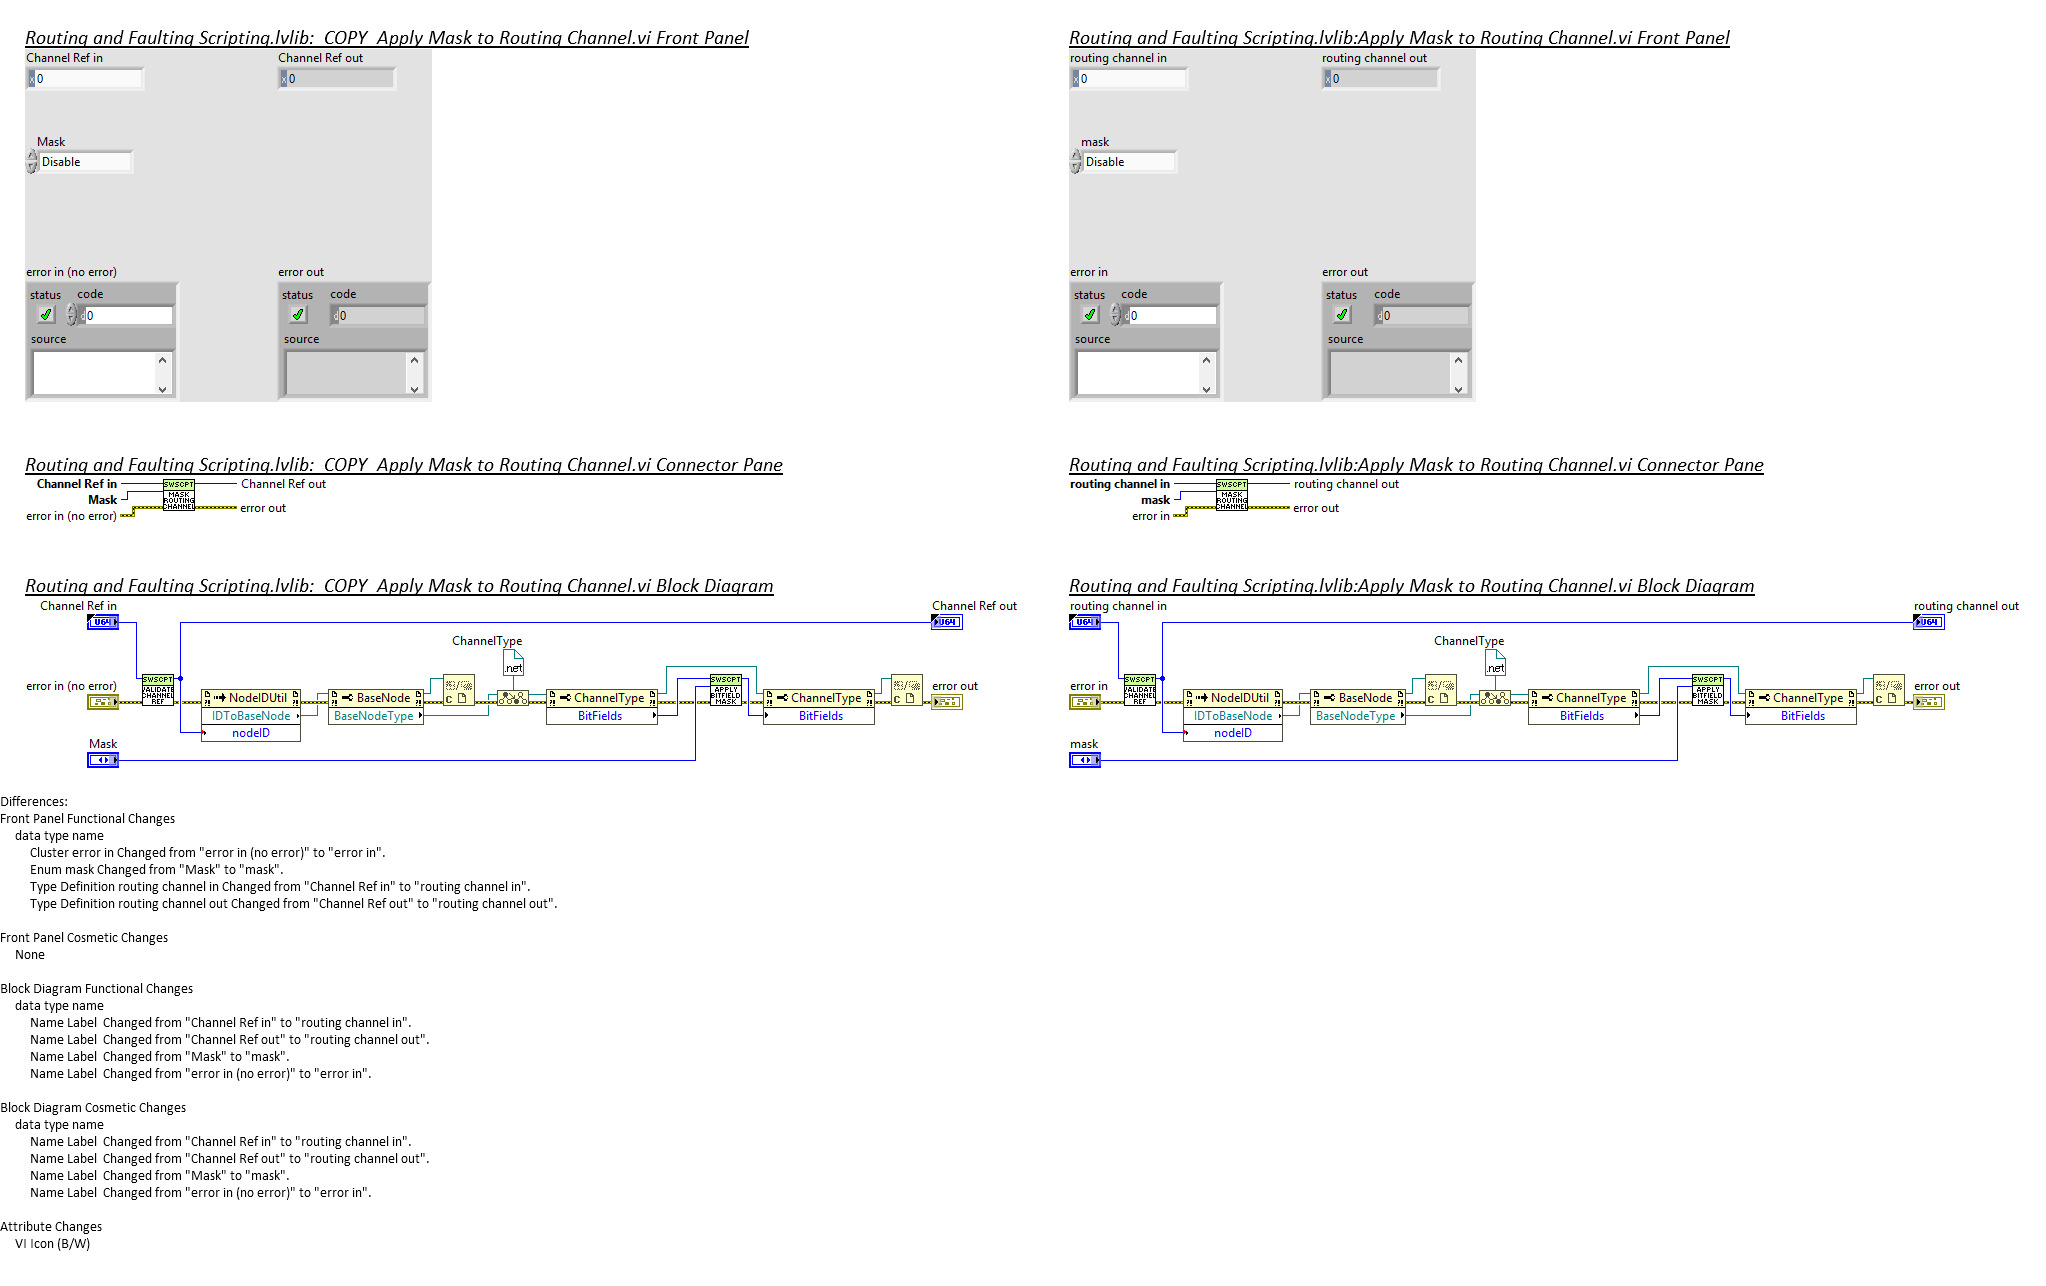 Routing and Faulting Scripting.lvlib:  COPY  Apply Mask to Routing Channel.vi Front Panel
Channel Ref in
Channel Ref out
x 0
x 0
Mask
Disable
error in (no error)
error out
status
code
status
code
d 0
d 0
source
source
Routing and Faulting Scripting.lvlib:Apply Mask to Routing Channel.vi Front Panel
routing channel in
routing channel out
x 0
x 0
mask
Disable
error in
error out
status
code
status
code
d 0
d 0
source
source
Routing and Faulting Scripting.lvlib:  COPY  Apply Mask to Routing Channel.vi Connector Pane
Channel Ref in
Mask
error in (no error)
SWSCPT
MASK
ROUTING
CHANNEL
Channel Ref out
error out
Routing and Faulting Scripting.lvlib:Apply Mask to Routing Channel.vi Connector Pane
routing channel in
mask
error in
SWSCPT
MASK
ROUTING
CHANNEL
routing channel out
error out
Routing and Faulting Scripting.lvlib:  COPY  Apply Mask to Routing Channel.vi Block Diagram
Channel Ref in
U64
Channel Ref out
U64
ChannelType
.net
error in (no error)
SWSCPT
VALIDATE
CHANNEL
REF
NodeIDUtil
IDToBaseNode
nodeID
BaseNode
BaseNodeType
C
ChannelType
BitFields
SWSCPT
APPLY
BITFIELD
MASK
ChannelType
BitFields
C
error out
Mask
Routing and Faulting Scripting.lvlib:Apply Mask to Routing Channel.vi Block Diagram
routing channel in
U64
routing channel out
U64
ChannelType
.net
error in
SWSCPT
VALIDATE
CHANNEL
REF
NodeIDUtil
IDToBaseNode
nodeID
BaseNode
BaseNodeType
C
ChannelType
BitFields
SWSCPT
APPLY
BITFIELD
MASK
ChannelType
BitFields
C
error out
mask
Differences:
Front Panel Functional Changes
data type name
Cluster error in Changed from "error in (no error)" to "error in".
Enum mask Changed from "Mask" to "mask".
Type Definition routing channel in Changed from "Channel Ref in" to "routing channel in".
Type Definition routing channel out Changed from "Channel Ref out" to "routing channel out".
Front Panel Cosmetic Changes
None
Block Diagram Functional Changes
data type name
Name Label  Changed from "Channel Ref in" to "routing channel in".
Name Label  Changed from "Channel Ref out" to "routing channel out".
Name Label  Changed from "Mask" to "mask".
Name Label  Changed from "error in (no error)" to "error in".
Block Diagram Cosmetic Changes
data type name
Name Label  Changed from "Channel Ref in" to "routing channel in".
Name Label  Changed from "Channel Ref out" to "routing channel out".
Name Label  Changed from "Mask" to "mask".
Name Label  Changed from "error in (no error)" to "error in".
Attribute Changes
VI Icon (B/W)